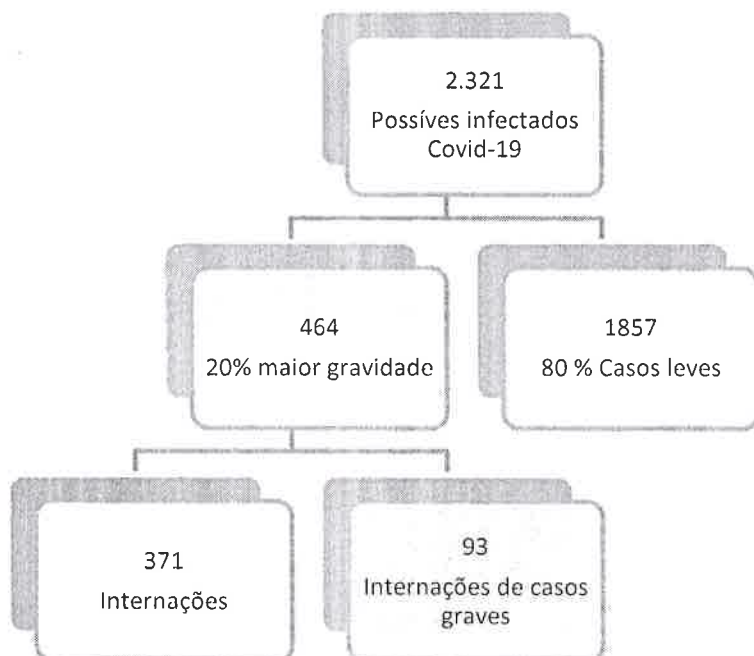 2.321
Possíves infectados
Covid-19
464
20% maior gravidade
1857
80 % Casos leves
371
Internações
93
Internações de casos
graves